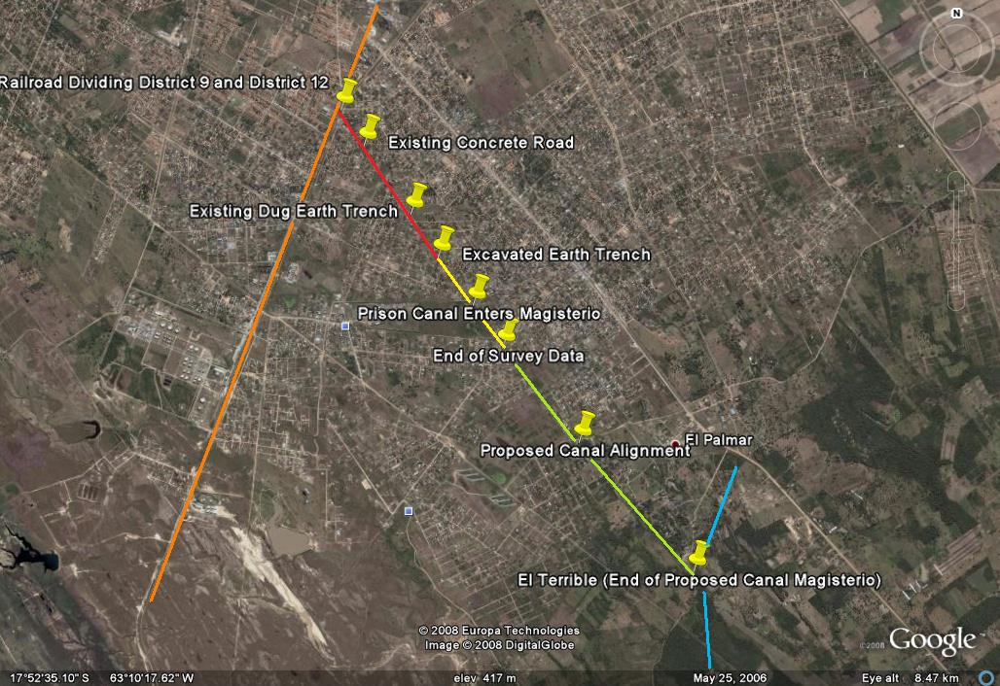 N
Railroad Dividing District 9 and District 12
Existing Concrete Road
Existing Dug Earth Trench
Excavated Earth Trench
Prison Canal Enters Magisterio
End of Survey Data
El Palmar
Proposed Canal Alignment
El Terrible (End of Proposed Canal Magisterio)
© 2008 Europa Technologies
Image © 2008 DigitalGlobe
©2008 Google™
17°52'35.10" S 63°10'17.62" W elev 417 m May 25, 2006 Eye alt 8.47 km